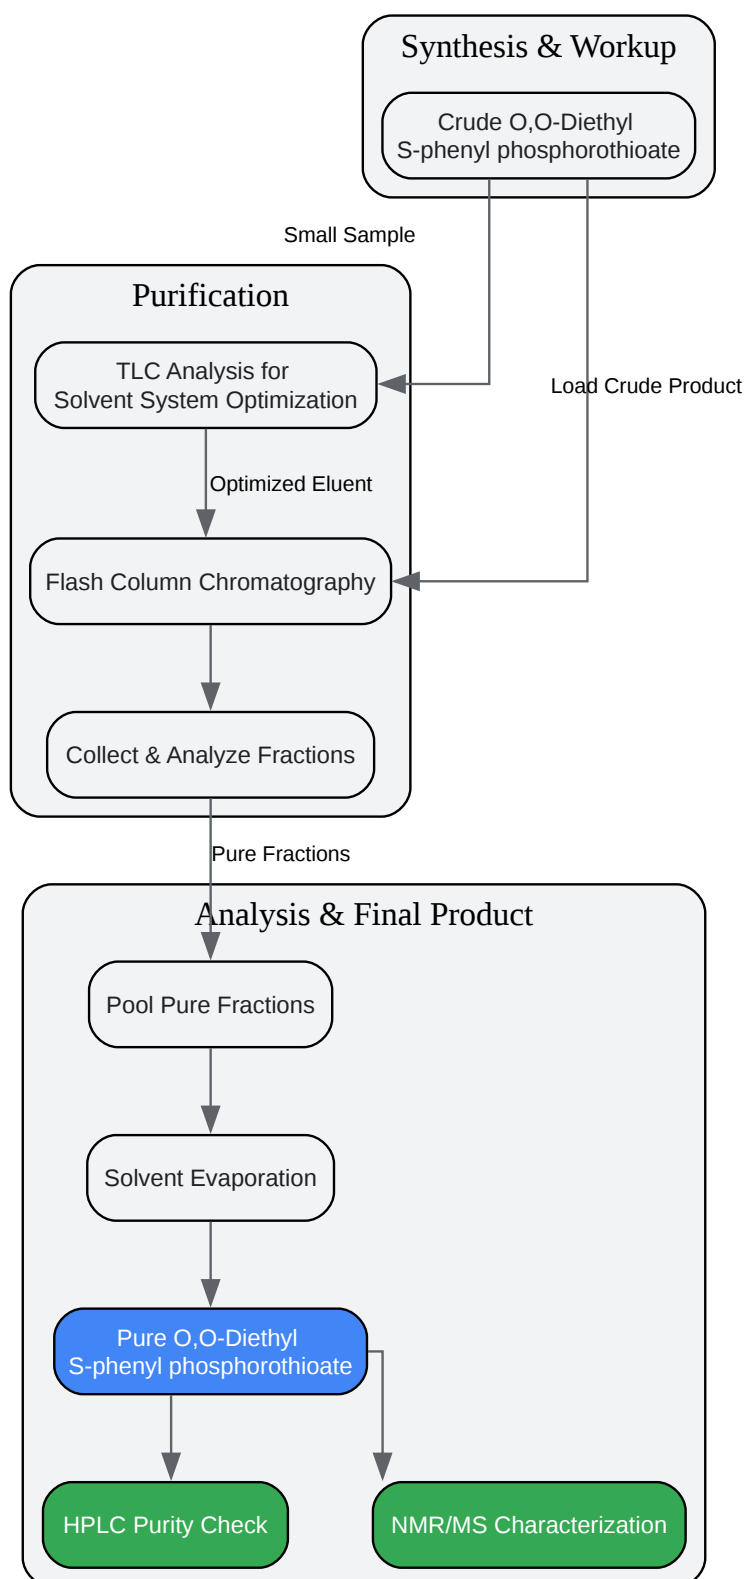 Synthesis & Workup
Crude O,O-Diethyl
S-phenyl phosphorothioate
Small Sample
Purification
TLC Analysis for
Solvent System Optimization
Load Crude Product
Optimized Eluent
Flash Column Chromatography
Collect & Analyze Fractions
Pure Fractions
Analysis & Final Product
Pool Pure Fractions
Solvent Evaporation
Pure O,O-Diethyl
S-phenyl phosphorothioate
HPLC Purity Check
NMR/MS Characterization